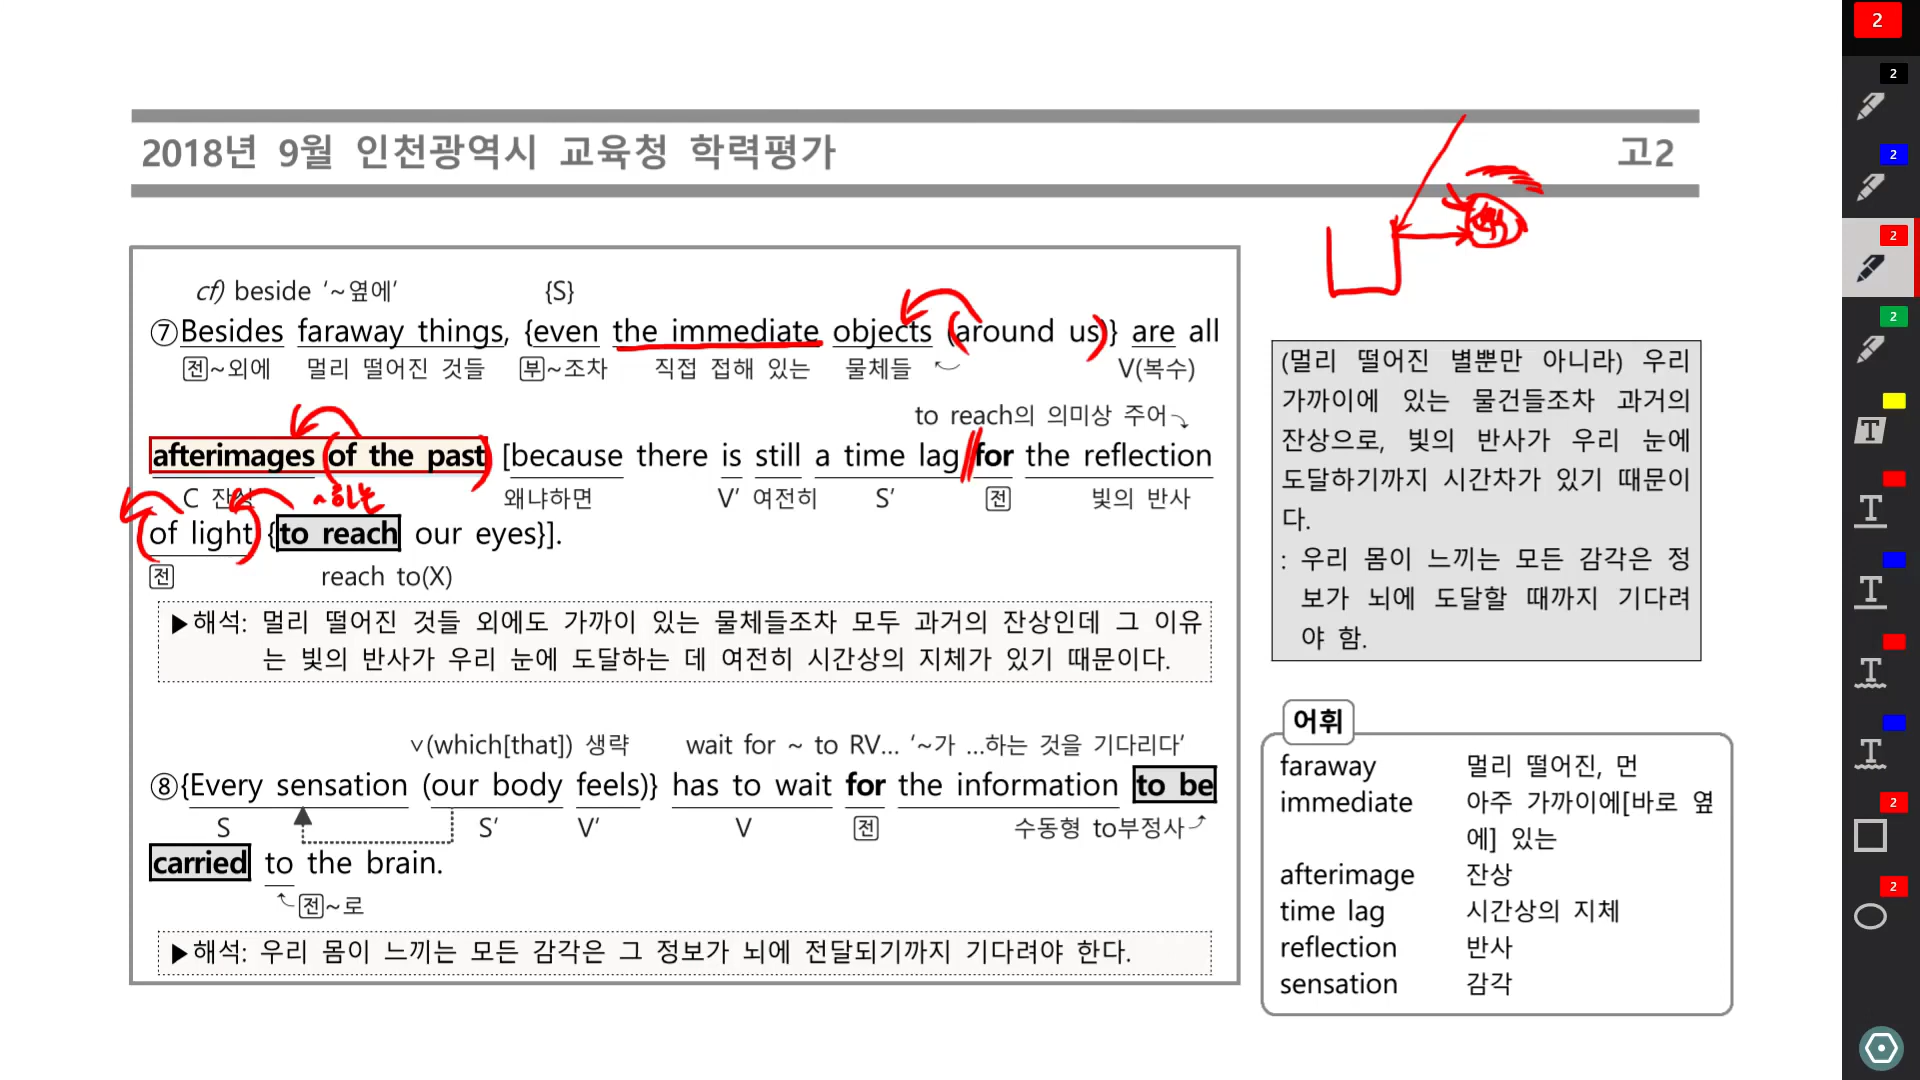 2018년 9월 인천광역시 교육청 학력평가
고2
cf) beside ‘~옆에’ {S}
⑦Besides faraway things, {even the immediate objects (around us)} are all
전~외에 멀리 떨어진 것들 부~조차 직접 접해 있는 물체들 V(복수)
to reach의 의미상 주어
afterimages of the past [because there is still a time lag for the reflection
C 잔상 ~하는 왜냐하면 V′ 여전히 S′ 전 빛의 반사
of light {to reach our eyes}].
전 reach to(X)
▶해석: 멀리 떨어진 것들 외에도 가까이 있는 물체들조차 모두 과거의 잔상인데 그 이유
는 빛의 반사가 우리 눈에 도달하는 데 여전히 시간상의 지체가 있기 때문이다.
∨(which[that]) 생략 wait for ~ to RV... ‘~가 ...하는 것을 기다리다’
⑧{Every sensation (our body feels)} has to wait for the information to be
S S′ V′ V 전 수동형 to부정사
carried to the brain.
전~로
▶해석: 우리 몸이 느끼는 모든 감각은 그 정보가 뇌에 전달되기까지 기다려야 한다.
(멀리 떨어진 별뿐만 아니라) 우리
가까이에 있는 물건들조차 과거의
잔상으로, 빛의 반사가 우리 눈에
도달하기까지 시간차가 있기 때문이
다.
: 우리 몸이 느끼는 모든 감각은 정
보가 뇌에 도달할 때까지 기다려
야 함.
어휘
faraway 멀리 떨어진, 먼
immediate 아주 가까이에[바로 옆
에] 있는
afterimage 잔상
time lag 시간상의 지체
reflection 반사
sensation 감각
2
2
2
2
2
T
T
T
T
T
2
2